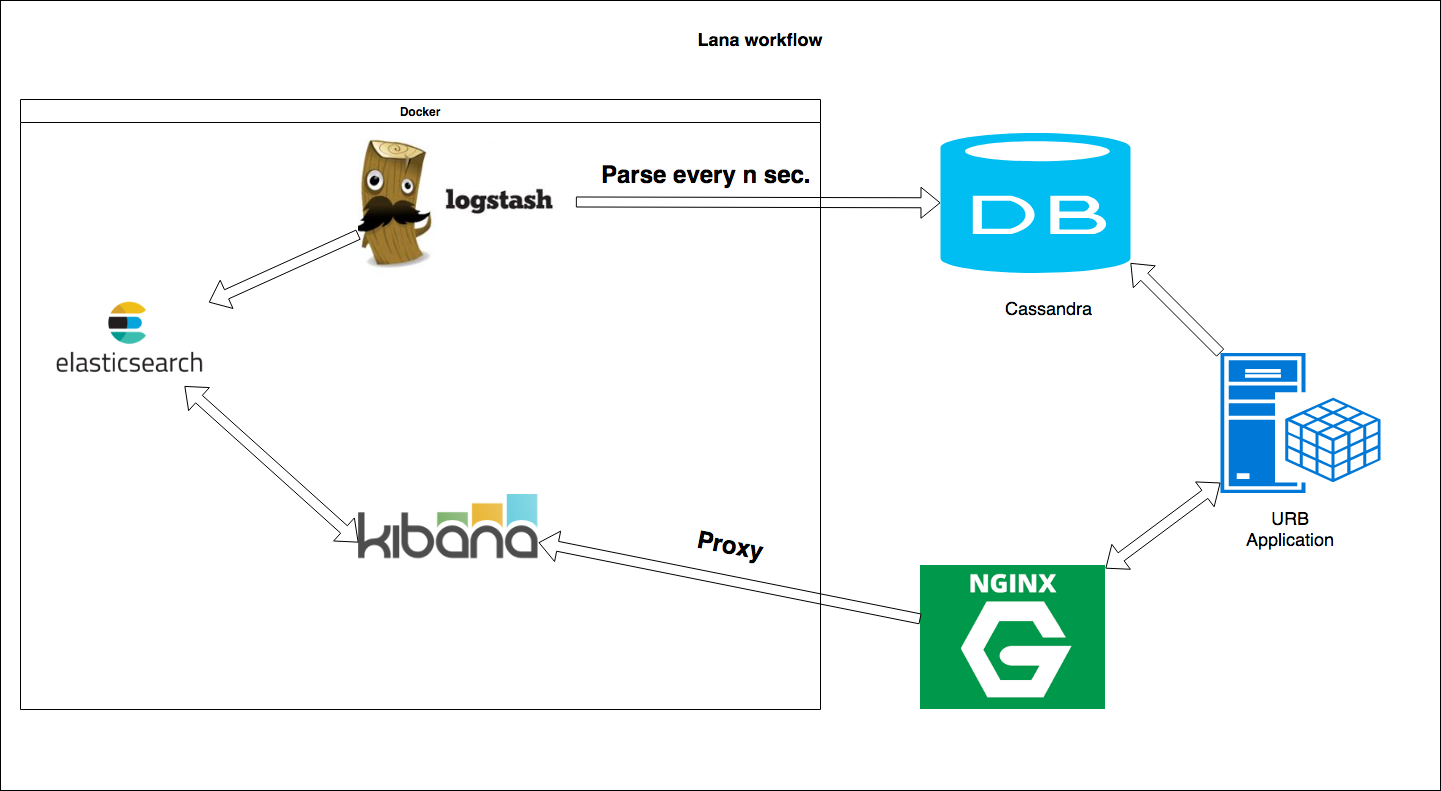 Lana workflow
Docker
logstash
Parse every n sec.
DB
Cassandra
elasticsearch
kibana
Proxy
URB
Application
NGINX
G